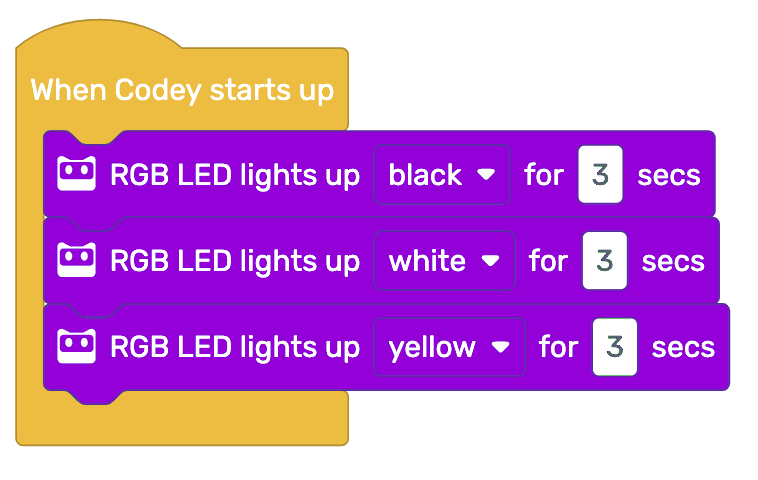 When Codey starts up
RGB LED lights up black for 3 secs
RGB LED lights up white for 3 secs
RGB LED lights up yellow for 3 secs